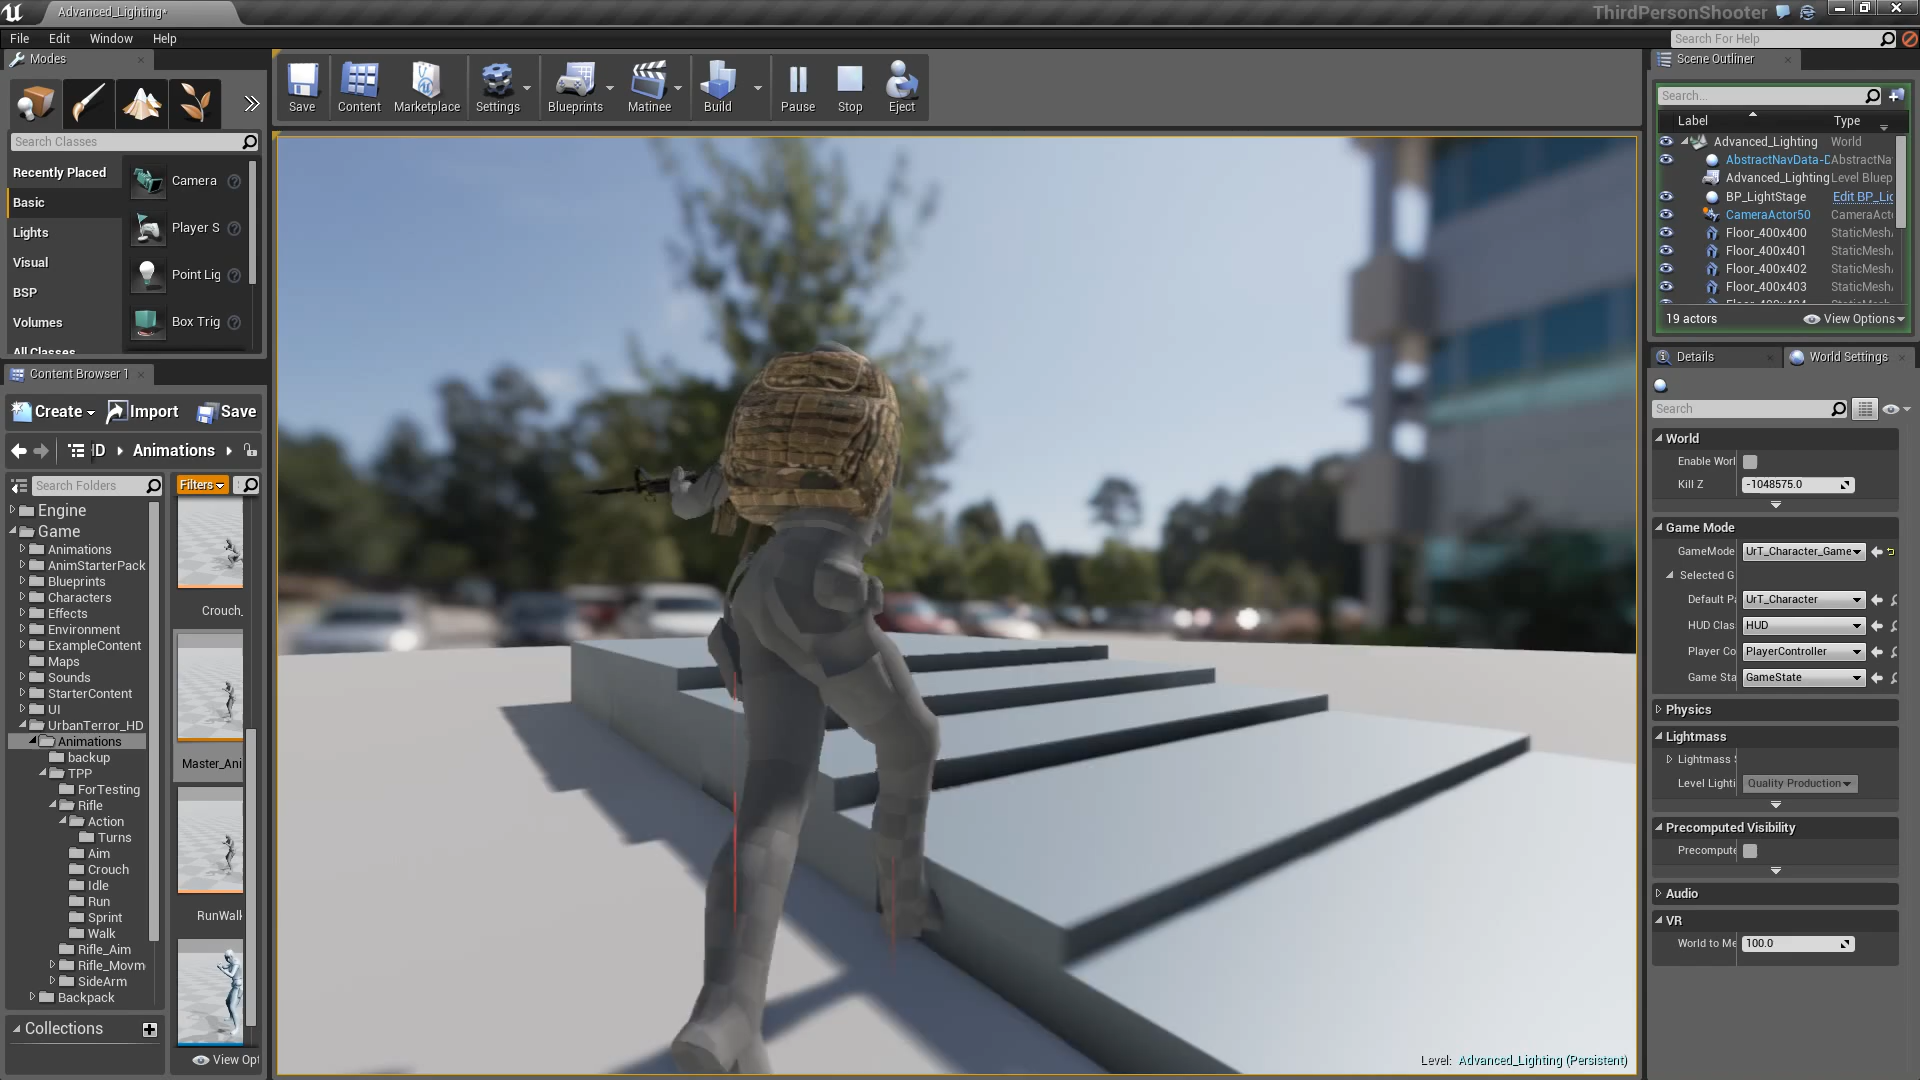 Advanced_Lighting*
ThirdPersonShooter
File
Edit
Window
Help
Search For Help
Modes
Search Classes
Recently Placed
Basic
Lights
Visual
BSP
Volumes
All Classes
Camera
Player S
Point Lig
Box Trig
Save
Content
Marketplace
Settings
Blueprints
Matinee
Build
Pause
Stop
Eject
Content Browser 1
Create
Import
Save
Animations
Search Folders
Filters
Engine
Game
Animations
AnimStarterPack
Blueprints
Characters
Effects
Environment
ExampleContent
Maps
Sounds
StarterContent
UI
UrbanTerror_HD
Animations
backup
TPP
ForTesting
Rifle
Action
Turns
Aim
Crouch
Idle
Run
Sprint
Walk
Rifle_Aim
Rifle_Movm
SideArm
Backpack
Collections
Crouch_
Master_Ani
RunWalk
View Opt
Level: Advanced_Lighting (Persistent)
Scene Outliner
Search...
Label Type
Advanced_Lighting World
AbstractNavData-D AbstractNa
Advanced_Lighting Level Bluep
BP_LightStage Edit BP_Lig
CameraActor50 CameraAct
Floor_400x400 StaticMesh
Floor_400x401 StaticMesh
Floor_400x402 StaticMesh
Floor_400x403 StaticMesh
19 actors
View Options
Details
World Settings
Search
World
Enable Worl
Kill Z -1048575.0
Game Mode
GameMode UrT_Character_Game
Selected G
Default Pa UrT_Character
HUD Clas HUD
Player Co PlayerController
Game Sta GameState
Physics
Lightmass
Lightmass S
Level Lighti Quality Production
Precomputed Visibility
Precompute
Audio
VR
World to Me 100.0